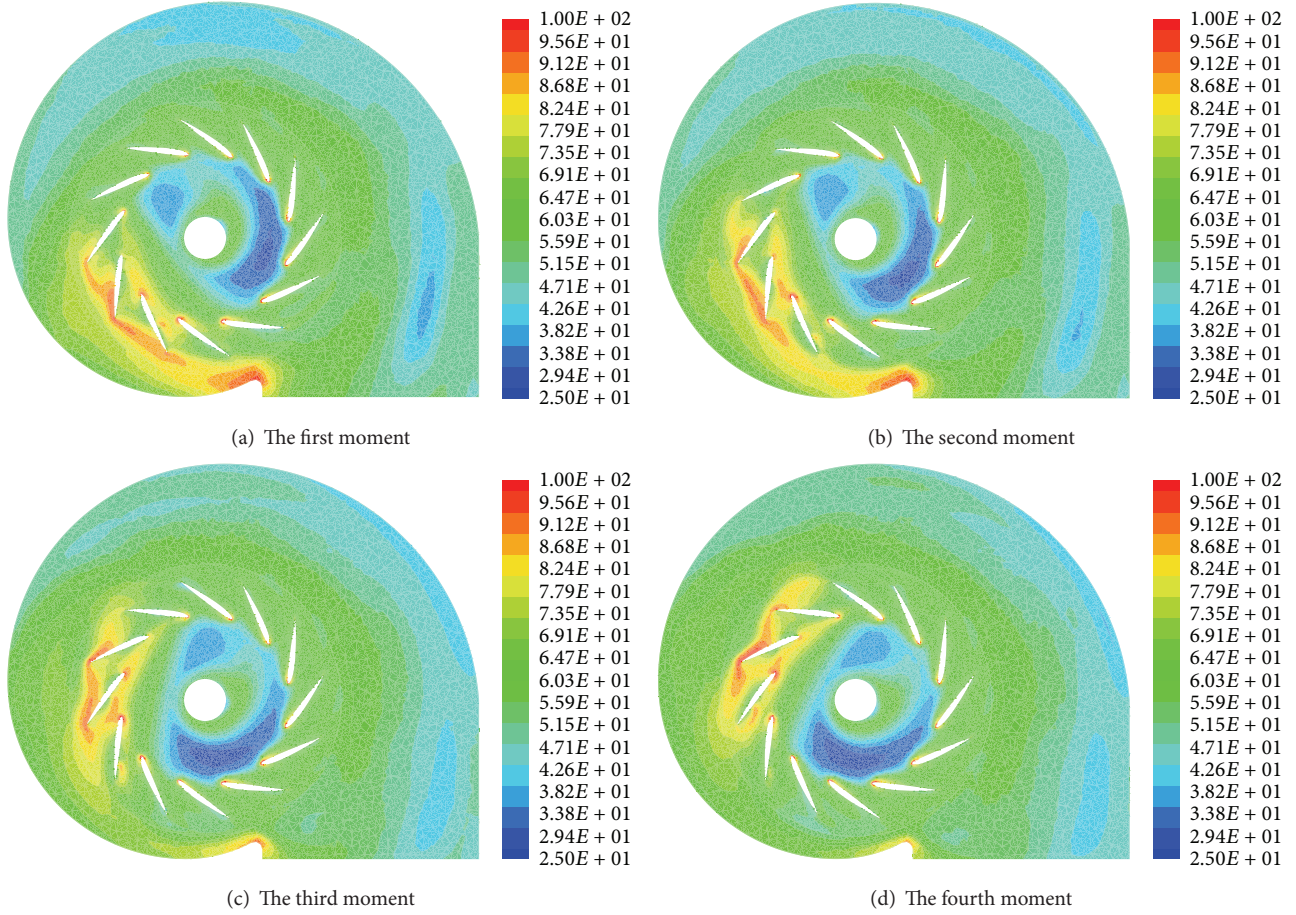 1.00E + 02
9.56E + 01
9.12E + 01
8.68E + 01
8.24E + 01
7.79E + 01
7.35E + 01
6.91E + 01
6.47E + 01
6.03E + 01
5.59E + 01
5.15E + 01
4.71E + 01
4.26E + 01
3.82E + 01
3.38E + 01
2.94E + 01
2.50E + 01
(a) The first moment
1.00E + 02
9.56E + 01
9.12E + 01
8.68E + 01
8.24E + 01
7.79E + 01
7.35E + 01
6.91E + 01
6.47E + 01
6.03E + 01
5.59E + 01
5.15E + 01
4.71E + 01
4.26E + 01
3.82E + 01
3.38E + 01
2.94E + 01
2.50E + 01
(b) The second moment
1.00E + 02
9.56E + 01
9.12E + 01
8.68E + 01
8.24E + 01
7.79E + 01
7.35E + 01
6.91E + 01
6.47E + 01
6.03E + 01
5.59E + 01
5.15E + 01
4.71E + 01
4.26E + 01
3.82E + 01
3.38E + 01
2.94E + 01
2.50E + 01
(c) The third moment
1.00E + 02
9.56E + 01
9.12E + 01
8.68E + 01
8.24E + 01
7.79E + 01
7.35E + 01
6.91E + 01
6.47E + 01
6.03E + 01
5.59E + 01
5.15E + 01
4.71E + 01
4.26E + 01
3.82E + 01
3.38E + 01
2.94E + 01
2.50E + 01
(d) The fourth moment